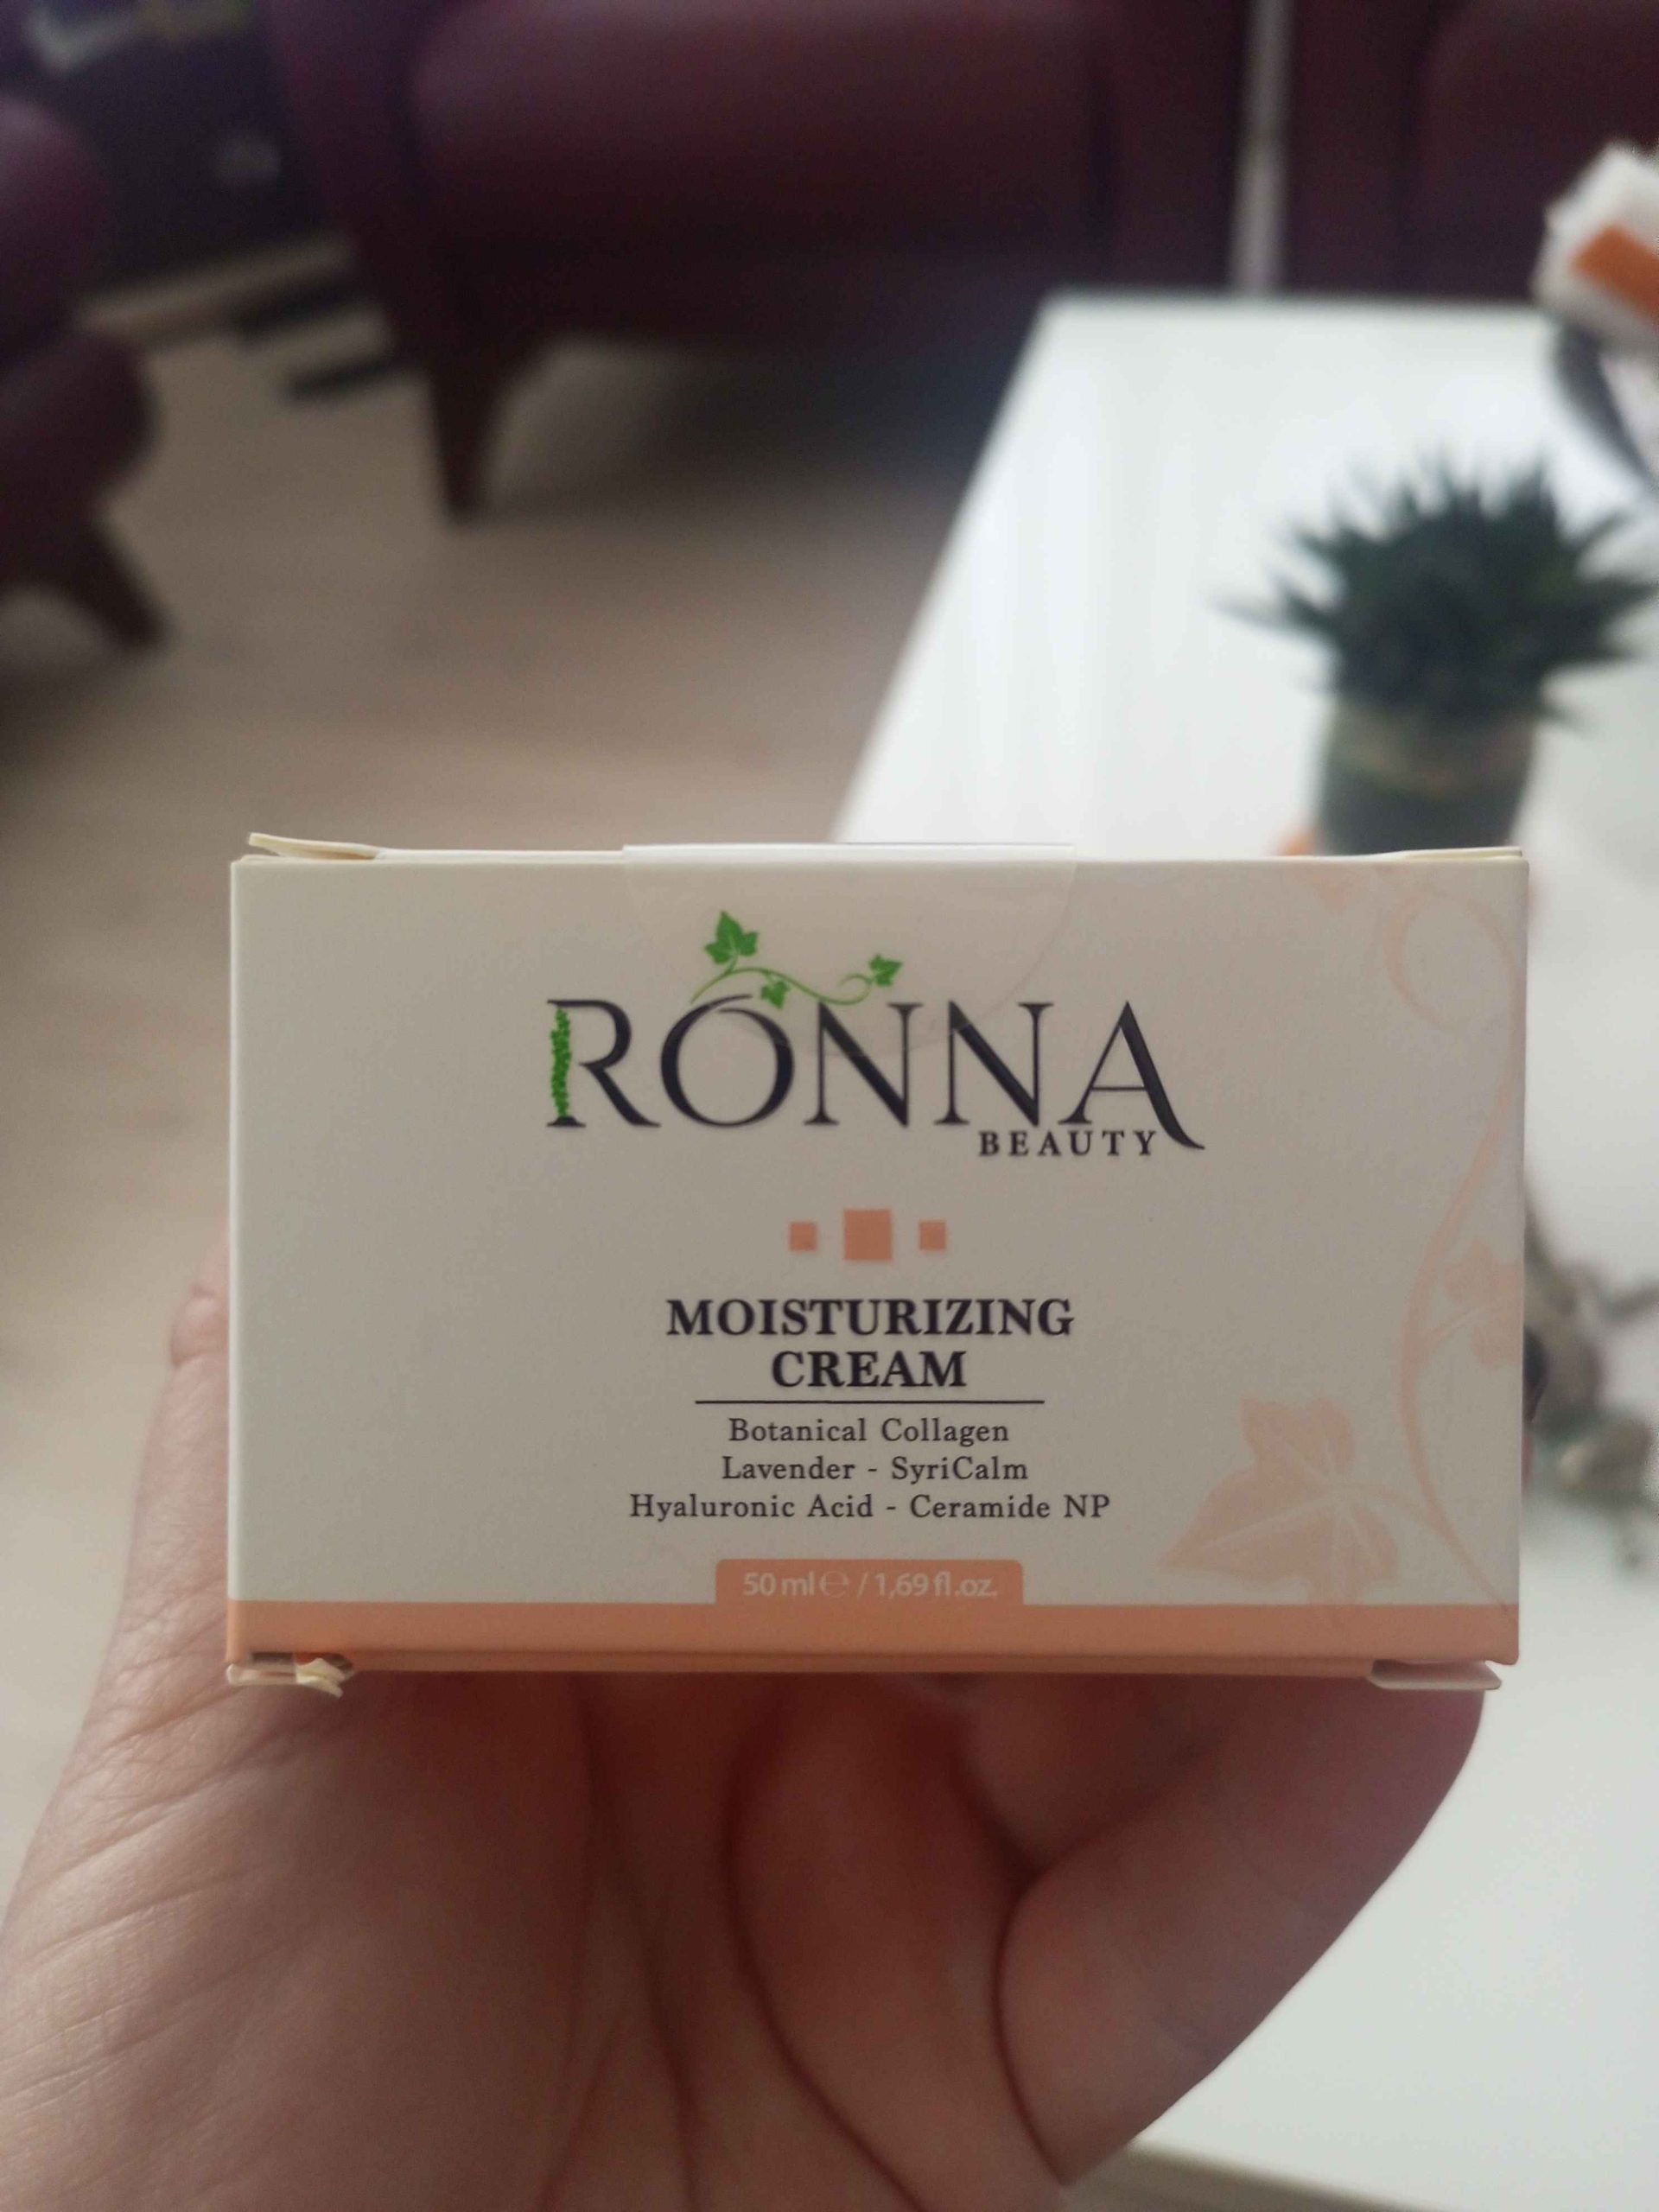 RONNA
BEAUTY
MOISTURIZING
CREAM
Botanical Collagen
Lavender - SyriCalm
Hyaluronic Acid - Ceramide NP
50 ml ℮ / 1,69 fl.oz.